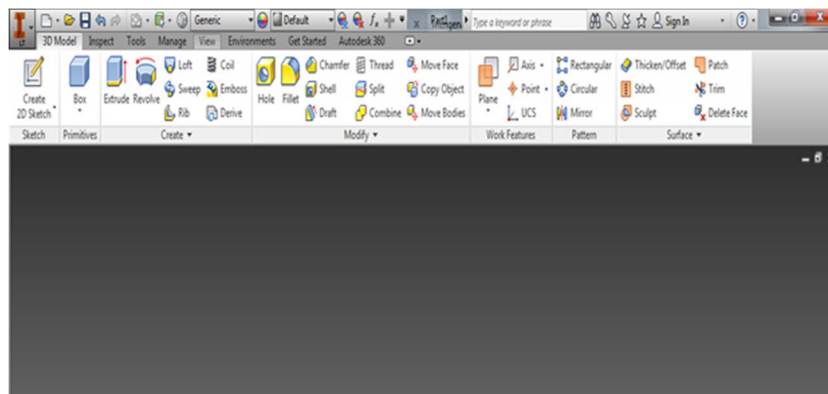 Generic Default fx Type a keyword or phrase Sign In
LT 3D Model Inspect Tools Manage View Environments Get Started Autodesk 360
Loft Coil Chamfer Thread Move Face Axis Rectangular Thicken/Offset Patch
Create Box Extrude Revolve Sweep Emboss Hole Fillet Shell Split Copy Object Plane Point Circular Stitch Trim
2D Sketch Rib Derive Draft Combine Move Bodies UCS Mirror Sculpt Delete Face
Sketch Primitives Create Modify Work Features Pattern Surface